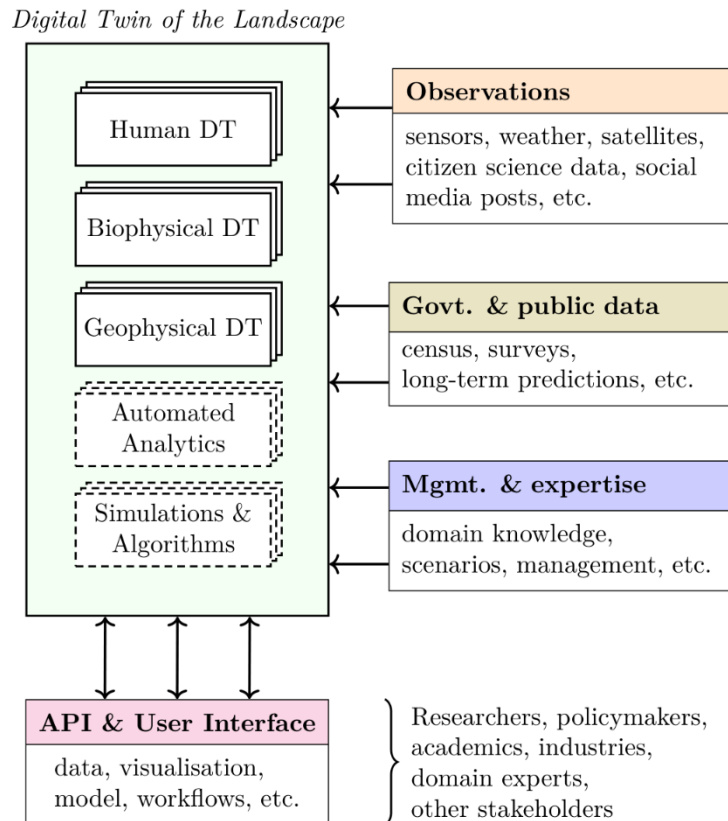 Digital Twin of the Landscape
Human DT
Biophysical DT
Geophysical DT
Automated
Analytics
Simulations &
Algorithms
Observations
sensors, weather, satellites,
citizen science data, social
media posts, etc.
Govt. & public data
census, surveys,
long-term predictions, etc.
Mgmt. & expertise
domain knowledge,
scenarios, management, etc.
API & User Interface
data, visualisation,
model, workflows, etc.
Researchers, policymakers,
academics, industries,
domain experts,
other stakeholders